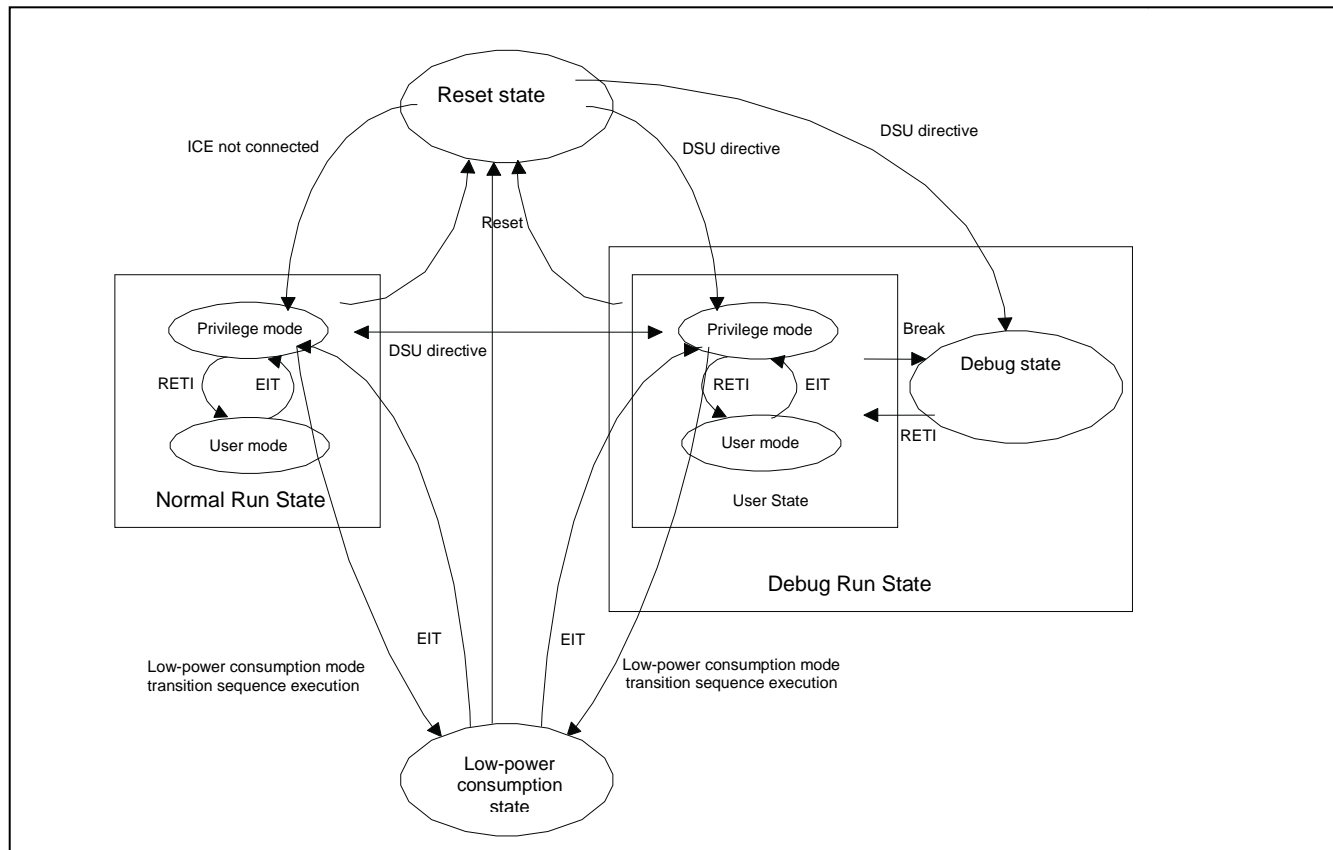 Reset state
DSU directive
ICE not connected
DSU directive
Reset
Privilege mode
Privilege mode
Break
DSU directive
Debug state
RETI
EIT
RETI
EIT
User mode
User mode
RETI
Normal Run State
User State
Debug Run State
EIT
EIT
Low-power consumption mode
transition sequence execution
Low-power consumption mode
transition sequence execution
Low-power
consumption
state